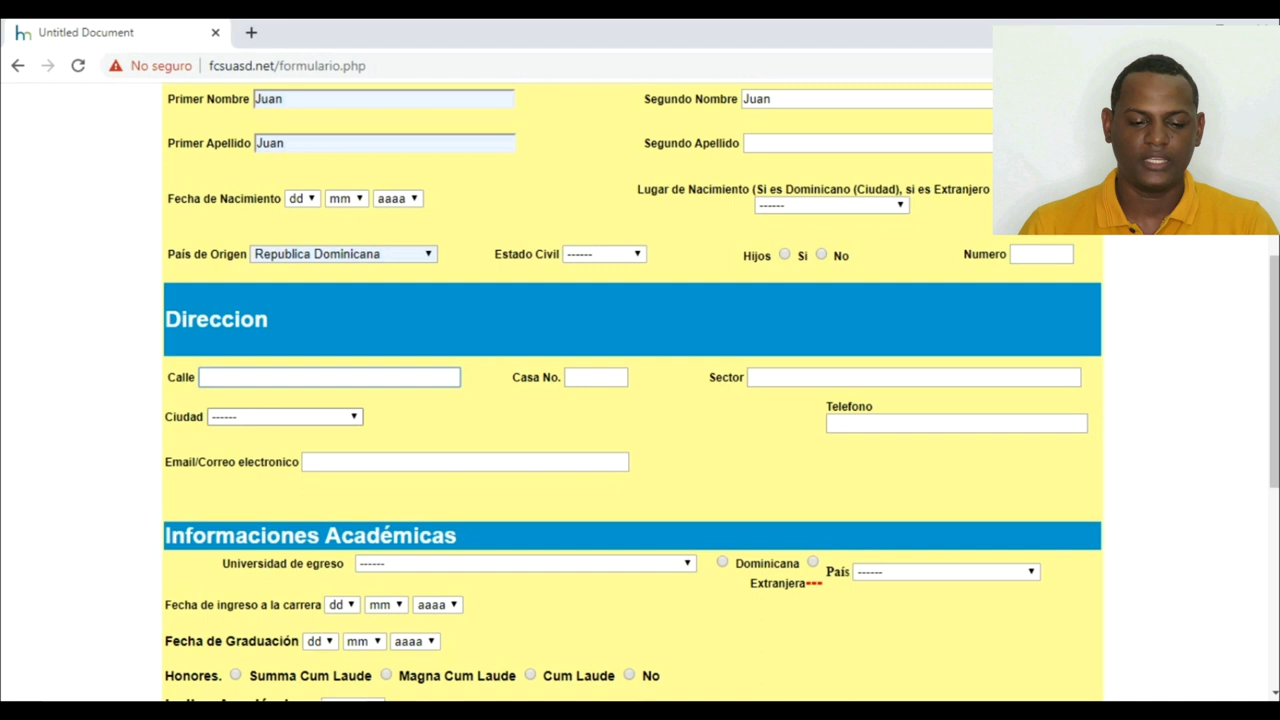 Untitled Document
No seguro fcsuasd.net/formulario.php
Primer Nombre Juan Segundo Nombre Juan
Primer Apellido Juan Segundo Apellido
Fecha de Nacimiento dd mm aaaa Lugar de Nacimiento (Si es Dominicano (Ciudad), si es Extranjero
------
País de Origen Republica Dominicana Estado Civil ------ Hijos Si No Numero
Direccion
Calle Casa No. Sector
Ciudad ------ Telefono
Email/Correo electronico
Informaciones Académicas
Universidad de egreso ------ Dominicana País ------
Extranjera---
Fecha de ingreso a la carrera dd mm aaaa
Fecha de Graduación dd mm aaaa
Honores. Summa Cum Laude Magna Cum Laude Cum Laude No